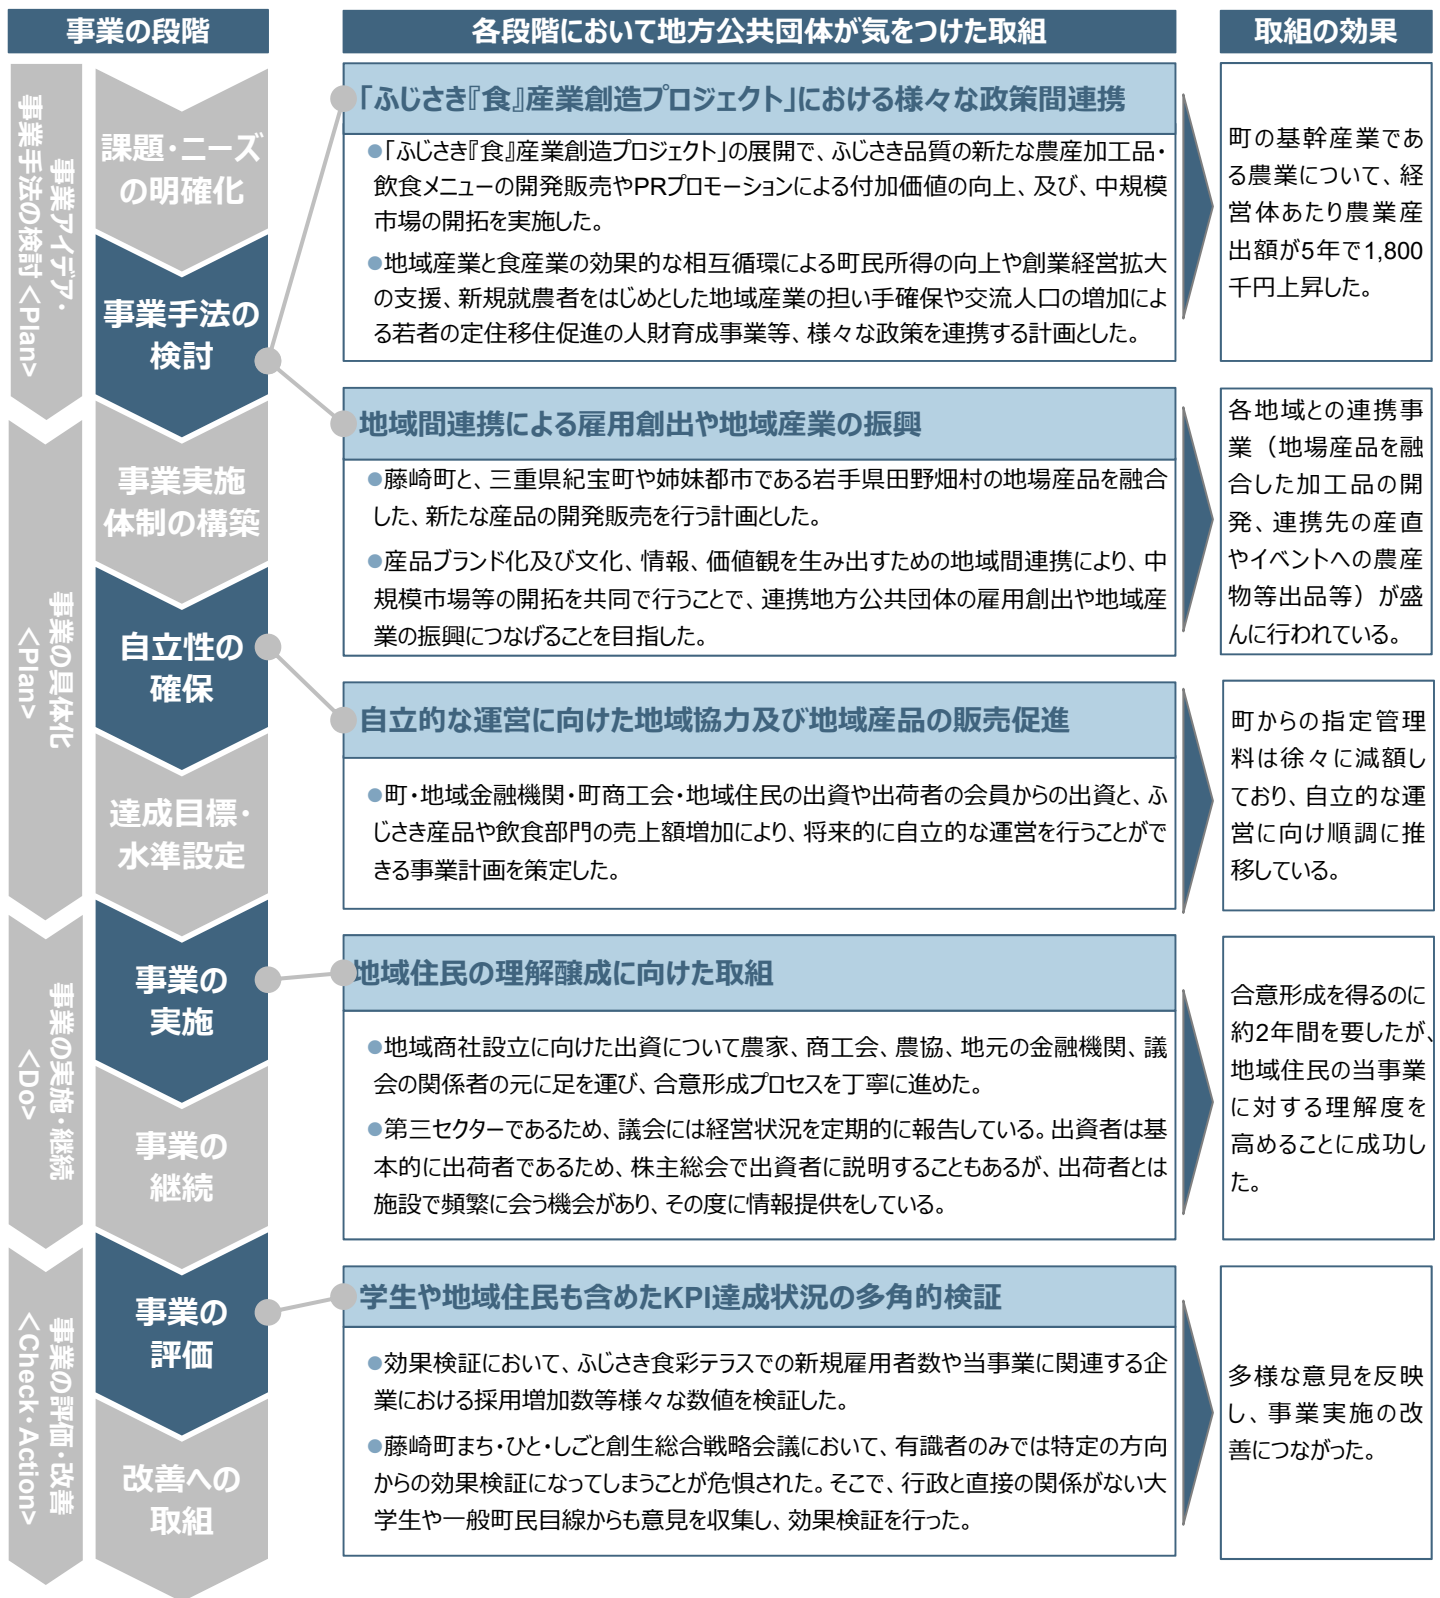 事業の段階
各段階において地方公共団体が気をつけた取組
取組の効果
事業アイデア・
事業手法の検討 <Plan>
事業の具体化
<Plan>
事業の実施・継続
<Do>
事業の評価・改善
<Check・Action>
課題・ニーズ
の明確化
事業手法の
検討
事業実施
体制の構築
自立性の
確保
達成目標・
水準設定
事業の
実施
事業の
継続
事業の
評価
改善への
取組
「ふじさき『食』産業創造プロジェクト」における様々な政策間連携
●「ふじさき『食』産業創造プロジェクト」の展開で、ふじさき品質の新たな農産加工品・
飲食メニューの開発販売やPRプロモーションによる付加価値の向上、及び、中規模
市場の開拓を実施した。
●地域産業と食産業の効果的な相互循環による町民所得の向上や創業経営拡大
の支援、新規就農者をはじめとした地域産業の担い手確保や交流人口の増加によ
る若者の定住移住促進の人財育成事業等、様々な政策を連携する計画とした。
町の基幹産業であ
る農業について、経
営体あたり農業産
出額が5年で1,800
千円上昇した。
地域間連携による雇用創出や地域産業の振興
●藤崎町と、三重県紀宝町や姉妹都市である岩手県田野畑村の地場産品を融合
した、新たな産品の開発販売を行う計画とした。
●産品ブランド化及び文化、情報、価値観を生み出すための地域間連携により、中
規模市場等の開拓を共同で行うことで、連携地方公共団体の雇用創出や地域産
業の振興につなげることを目指した。
各地域との連携事
業（地場産品を融
合した加工品の開
発、連携先の産直
やイベントへの農産
物等出品等）が盛
んに行われている。
自立的な運営に向けた地域協力及び地域産品の販売促進
●町・地域金融機関・町商工会・地域住民の出資や出荷者の会員からの出資と、ふ
じさき産品や飲食部門の売上額増加により、将来的に自立的な運営を行うことがで
きる事業計画を策定した。
町からの指定管理
料は徐々に減額し
ており、自立的な運
営に向け順調に推
移している。
地域住民の理解醸成に向けた取組
●地域商社設立に向けた出資について農家、商工会、農協、地元の金融機関、議
会の関係者の元に足を運び、合意形成プロセスを丁寧に進めた。
●第三セクターであるため、議会には経営状況を定期的に報告している。出資者は基
本的に出荷者であるため、株主総会で出資者に説明することもあるが、出荷者とは
施設で頻繁に会う機会があり、その度に情報提供をしている。
合意形成を得るのに
約2年間を要したが、
地域住民の当事業
に対する理解度を
高めることに成功し
た。
学生や地域住民も含めたKPI達成状況の多角的検証
●効果検証において、ふじさき食彩テラスでの新規雇用者数や当事業に関連する企
業における採用増加数等様々な数値を検証した。
●藤崎町まち・ひと・しごと創生総合戦略会議において、有識者のみでは特定の方向
からの効果検証になってしまうことが危惧された。そこで、行政と直接の関係がない大
学生や一般町民目線からも意見を収集し、効果検証を行った。
多様な意見を反映
し、事業実施の改
善につながった。